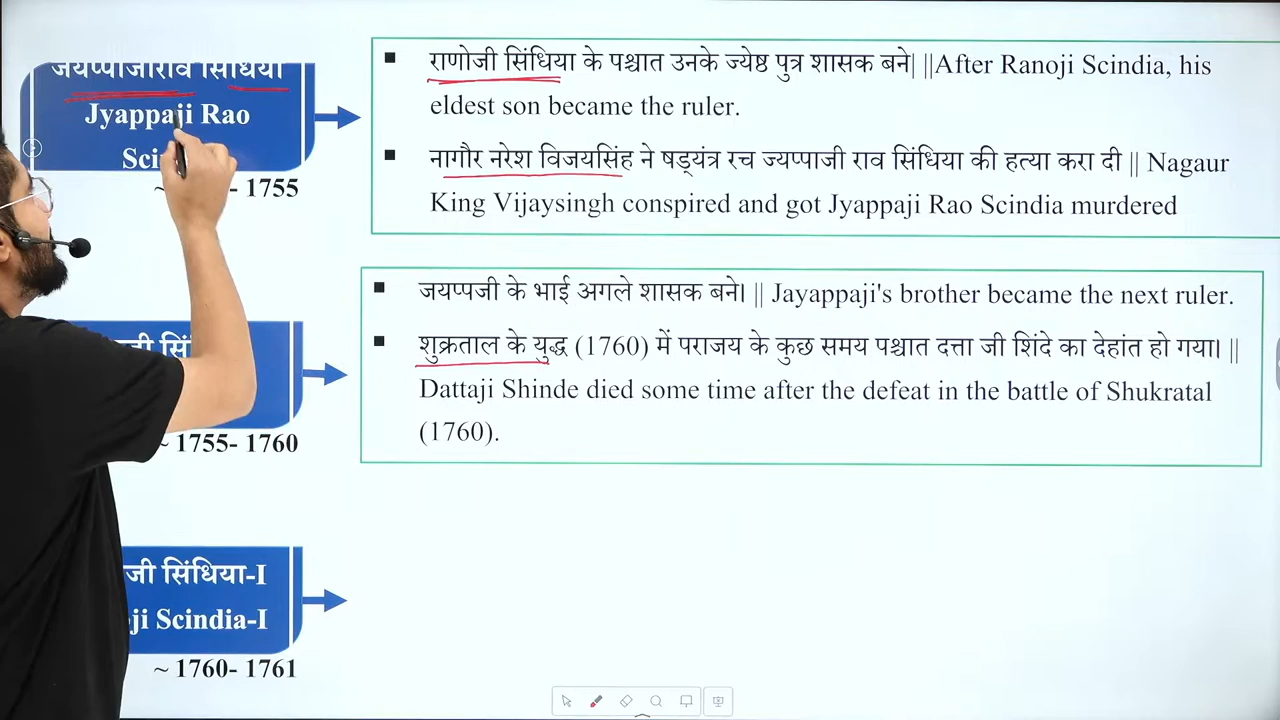 जयप्पाजीराव सिंधिया
Jyappaji Rao
~ - 1755
राणोजी सिंधिया के पश्चात उनके ज्येष्ठ पुत्र शासक बने| ||After Ranoji Scindia, his
eldest son became the ruler.
नागौर नरेश विजयसिंह ने षड्यंत्र रच ज्यप्पाजी राव सिंधिया की हत्या करा दी || Nagaur
King Vijaysingh conspired and got Jyappaji Rao Scindia murdered
~ 1755- 1760
जयप्पजी के भाई अगले शासक बने। || Jayappaji's brother became the next ruler.
शुक्रताल के युद्ध (1760) में पराजय के कुछ समय पश्चात दत्ता जी शिंदे का देहांत हो गया। ||
Dattaji Shinde died some time after the defeat in the battle of Shukratal
(1760).
जी सिंधिया-I
ji Scindia-I
~ 1760- 1761